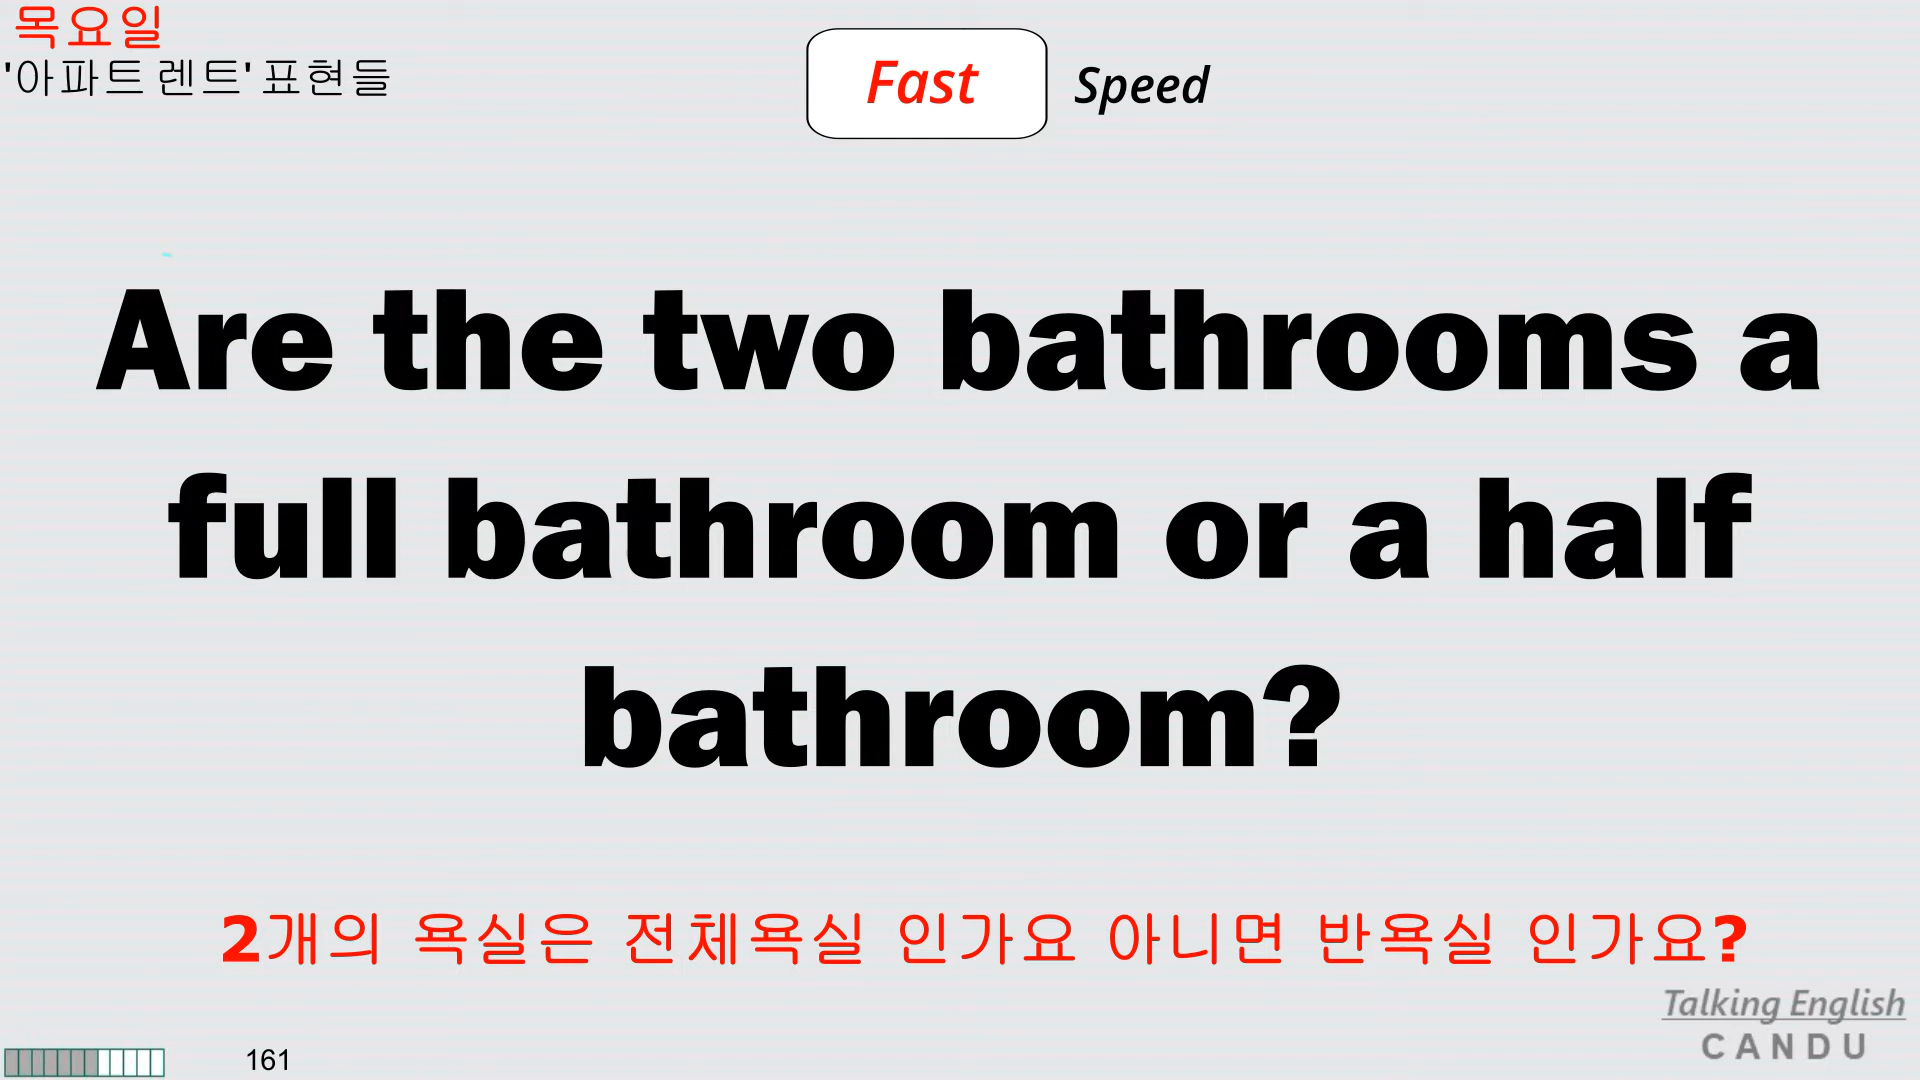 목요일
'아파트 렌트' 표현들
Fast Speed
Are the two bathrooms a
full bathroom or a half
bathroom?
2개의 욕실은 전체욕실 인가요 아니면 반욕실 인가요?
Talking English
CANDU
161